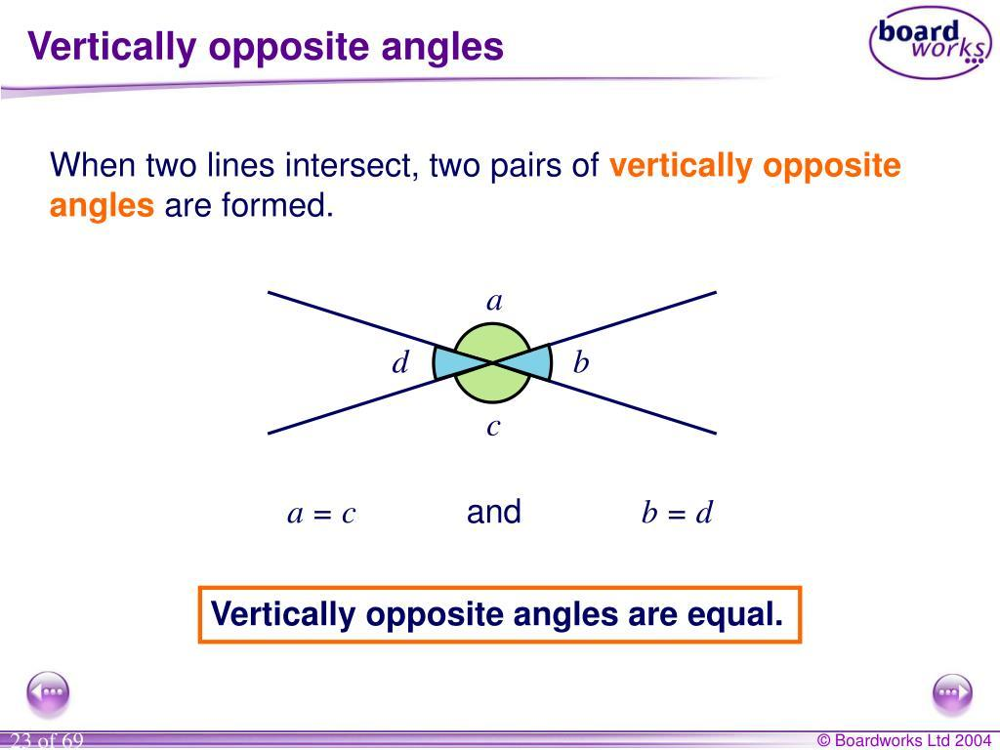 Vertically opposite angles
board
works
When two lines intersect, two pairs of vertically opposite
angles are formed.
a
d
b
c
a = c and b = d
Vertically opposite angles are equal.
23 of 69
© Boardworks Ltd 2004